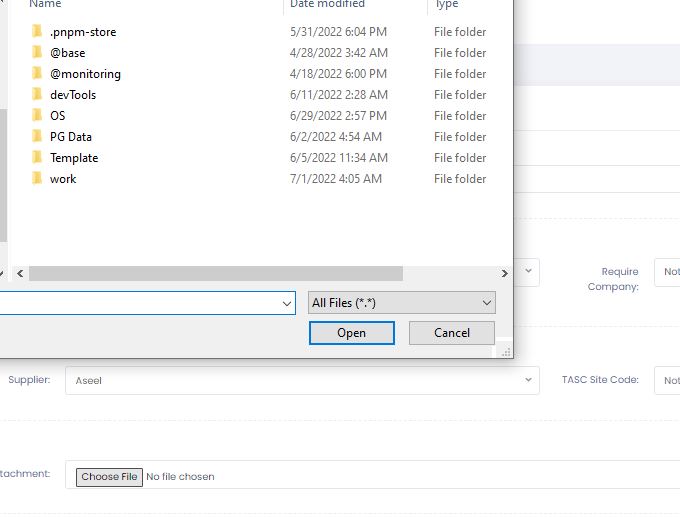 Name Date modified Type
.pnpm-store 5/31/2022 6:04 PM File folder
@base 4/28/2022 3:42 AM File folder
@monitoring 4/18/2022 6:00 PM File folder
devTools 6/11/2022 2:28 AM File folder
OS 6/29/2022 2:57 PM File folder
PG Data 6/2/2022 4:54 AM File folder
Template 6/5/2022 11:34 AM File folder
work 7/1/2022 4:05 AM File folder
Require Company: Not
All Files (*.*)
Open Cancel
Supplier: Aseel TASC Site Code: Not
tachment: Choose File No file chosen